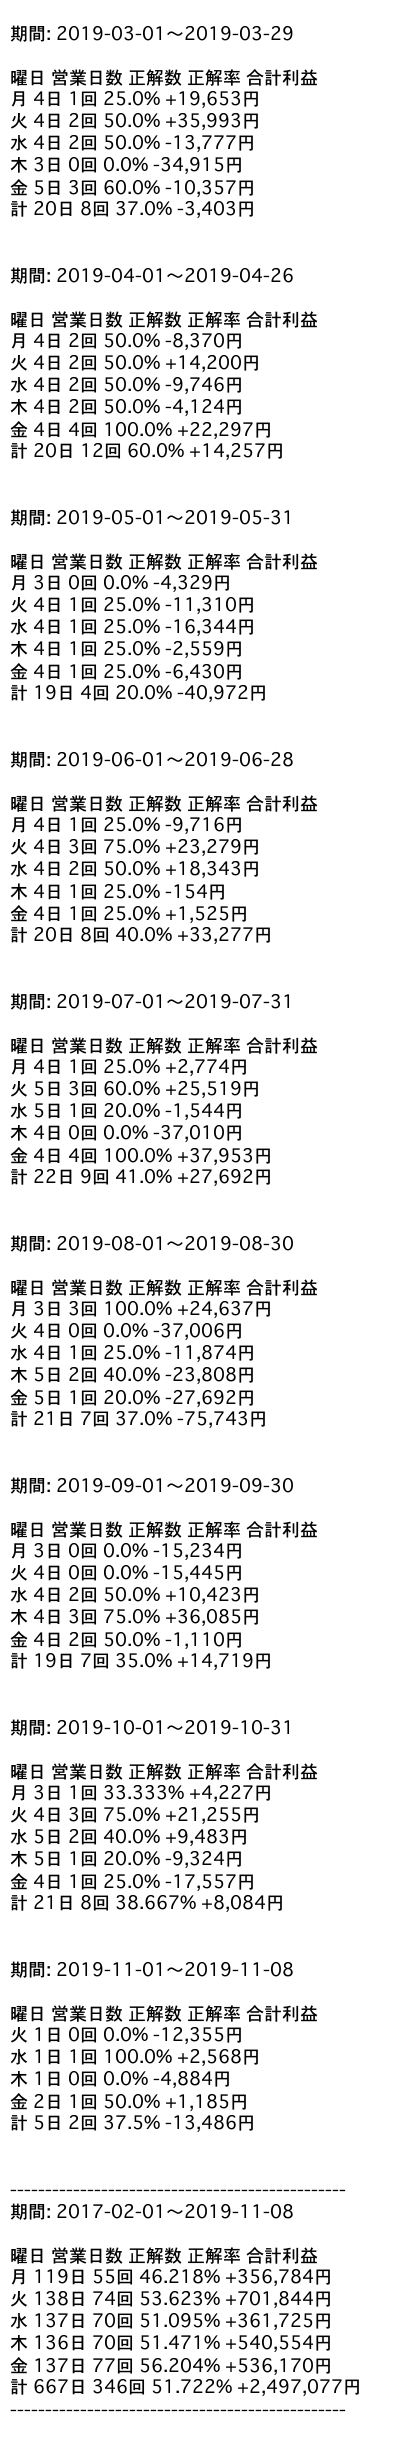 期間: 2019-03-01〜2019-03-29
曜日 営業日数 正解数 正解率 合計利益
月 4日 1回 25.0% +19,653円
火 4日 2回 50.0% +35,993円
水 4日 2回 50.0% -13,777円
木 3日 0回 0.0% -34,915円
金 5日 3回 60.0% -10,357円
計 20日 8回 37.0% -3,403円
期間: 2019-04-01〜2019-04-26
曜日 営業日数 正解数 正解率 合計利益
月 4日 2回 50.0% -8,370円
火 4日 2回 50.0% +14,200円
水 4日 2回 50.0% -9,746円
木 4日 2回 50.0% -4,124円
金 4日 4回 100.0% +22,297円
計 20日 12回 60.0% +14,257円
期間: 2019-05-01〜2019-05-31
曜日 営業日数 正解数 正解率 合計利益
月 3日 0回 0.0% -4,329円
火 4日 1回 25.0% -11,310円
水 4日 1回 25.0% -16,344円
木 4日 1回 25.0% -2,559円
金 4日 1回 25.0% -6,430円
計 19日 4回 20.0% -40,972円
期間: 2019-06-01〜2019-06-28
曜日 営業日数 正解数 正解率 合計利益
月 4日 1回 25.0% -9,716円
火 4日 3回 75.0% +23,279円
水 4日 2回 50.0% +18,343円
木 4日 1回 25.0% -154円
金 4日 1回 25.0% +1,525円
計 20日 8回 40.0% +33,277円
期間: 2019-07-01〜2019-07-31
曜日 営業日数 正解数 正解率 合計利益
月 4日 1回 25.0% +2,774円
火 5日 3回 60.0% +25,519円
水 5日 1回 20.0% -1,544円
木 4日 0回 0.0% -37,010円
金 4日 4回 100.0% +37,953円
計 22日 9回 41.0% +27,692円
期間: 2019-08-01〜2019-08-30
曜日 営業日数 正解数 正解率 合計利益
月 3日 3回 100.0% +24,637円
火 4日 0回 0.0% -37,006円
水 4日 1回 25.0% -11,874円
木 5日 2回 40.0% -23,808円
金 5日 1回 20.0% -27,692円
計 21日 7回 37.0% -75,743円
期間: 2019-09-01〜2019-09-30
曜日 営業日数 正解数 正解率 合計利益
月 3日 0回 0.0% -15,234円
火 4日 0回 0.0% -15,445円
水 4日 2回 50.0% +10,423円
木 4日 3回 75.0% +36,085円
金 4日 2回 50.0% -1,110円
計 19日 7回 35.0% +14,719円
期間: 2019-10-01〜2019-10-31
曜日 営業日数 正解数 正解率 合計利益
月 3日 1回 33.333% +4,227円
火 4日 3回 75.0% +21,255円
水 5日 2回 40.0% +9,483円
木 5日 1回 20.0% -9,324円
金 4日 1回 25.0% -17,557円
計 21日 8回 38.667% +8,084円
期間: 2019-11-01〜2019-11-08
曜日 営業日数 正解数 正解率 合計利益
火 1日 0回 0.0% -12,355円
水 1日 1回 100.0% +2,568円
木 1日 0回 0.0% -4,884円
金 2日 1回 50.0% +1,185円
計 5日 2回 37.5% -13,486円
------------------------------------------------
期間: 2017-02-01〜2019-11-08
曜日 営業日数 正解数 正解率 合計利益
月 119日 55回 46.218% +356,784円
火 138日 74回 53.623% +701,844円
水 137日 70回 51.095% +361,725円
木 136日 70回 51.471% +540,554円
金 137日 77回 56.204% +536,170円
計 667日 346回 51.722% +2,497,077円
------------------------------------------------